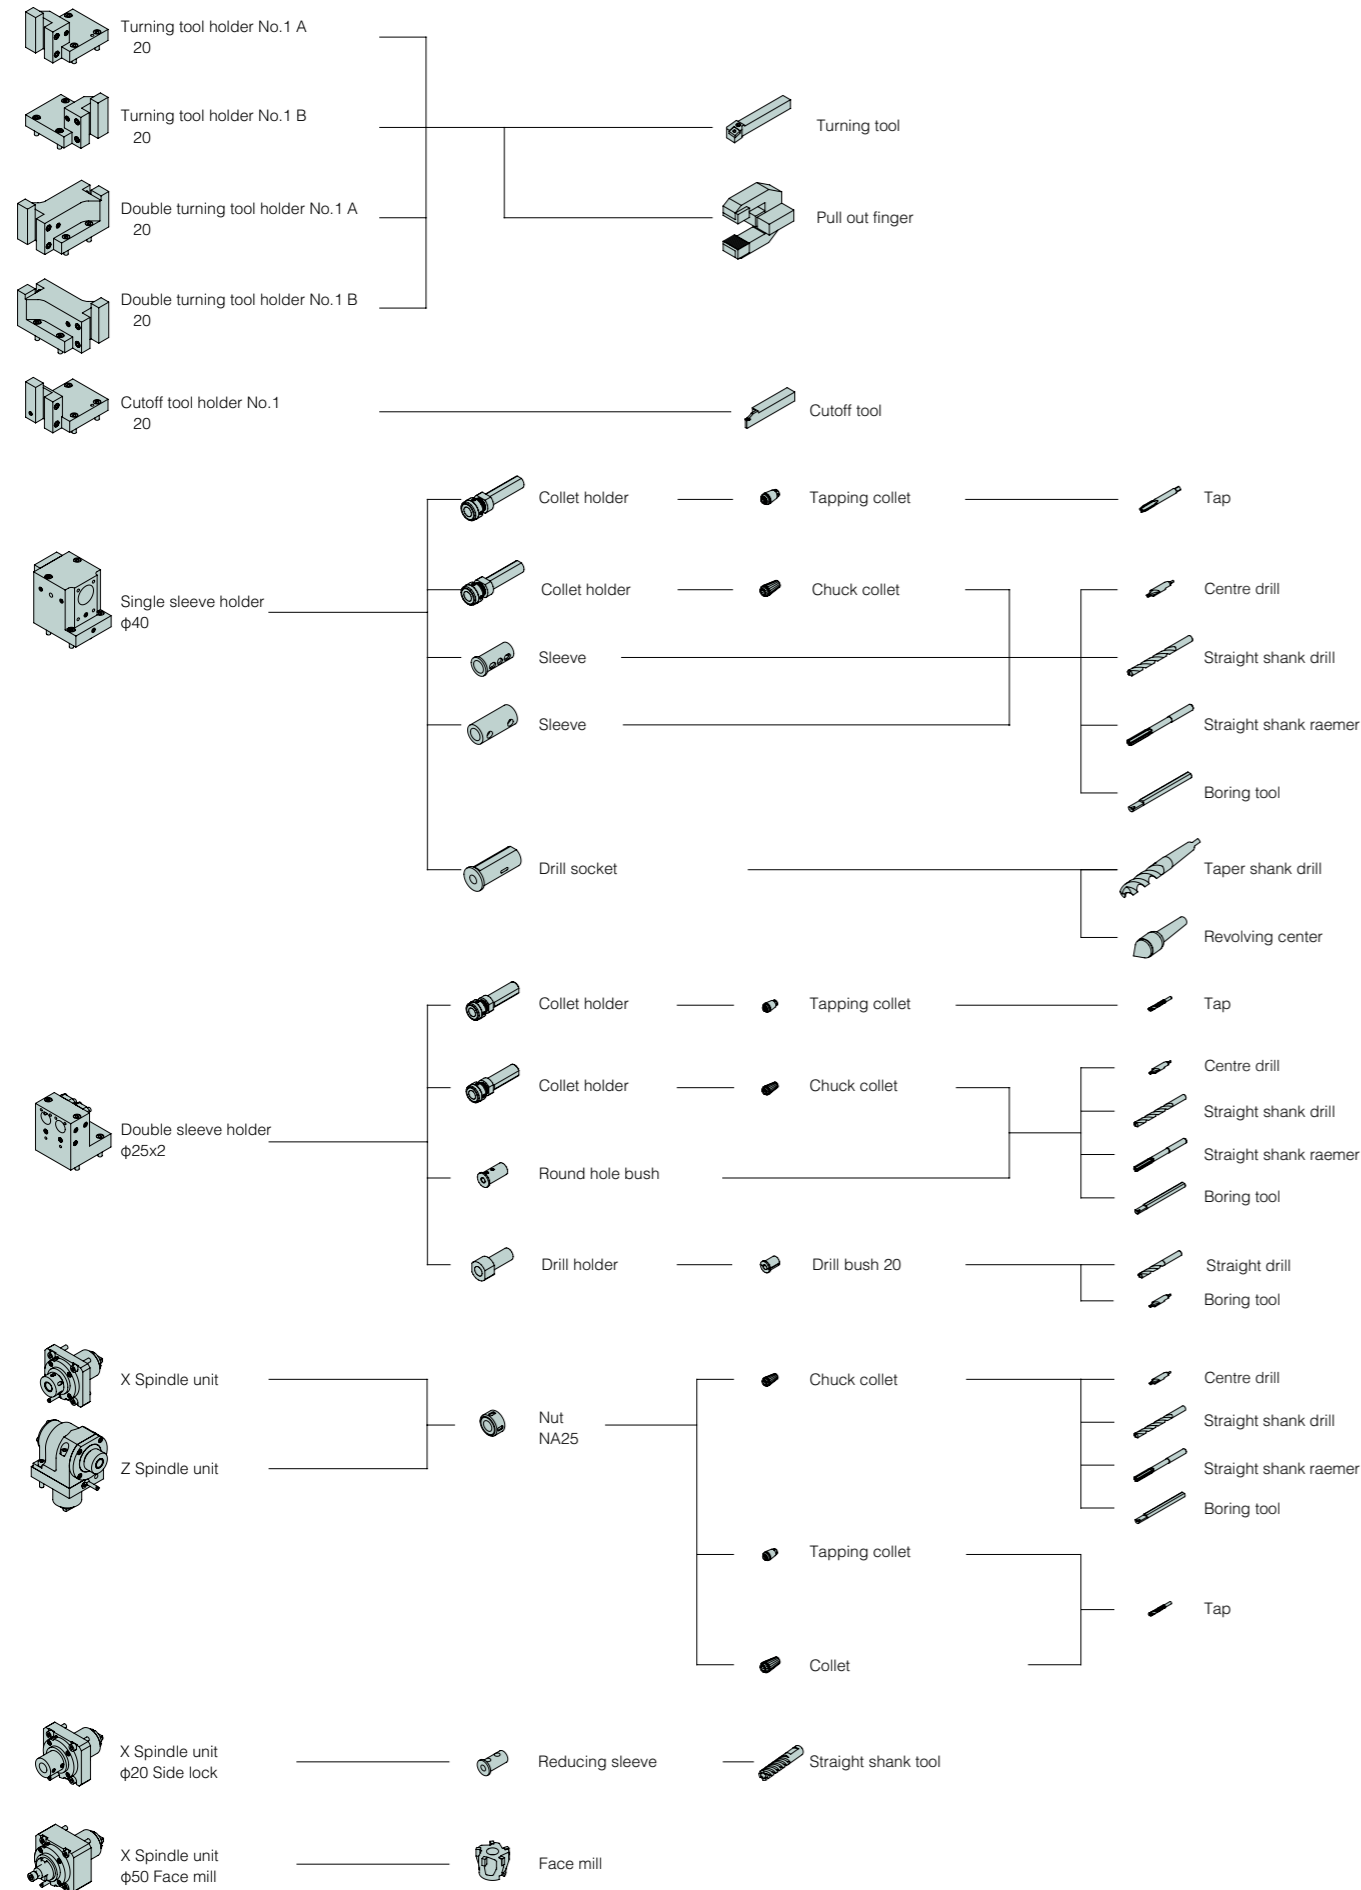 Turning tool holder No.1 A
20
Turning tool holder No.1 B
20
Turning tool
Double turning tool holder No.1 A
20
Pull out finger
Double turning tool holder No.1 B
20
Cutoff tool holder No.1
20
Cutoff tool
Collet holder
Tapping collet
Tap
Single sleeve holder
φ40
Collet holder
Chuck collet
Centre drill
Sleeve
Straight shank drill
Sleeve
Straight shank raemer
Boring tool
Drill socket
Taper shank drill
Revolving center
Collet holder
Tapping collet
Tap
Double sleeve holder
φ25x2
Collet holder
Chuck collet
Centre drill
Straight shank drill
Round hole bush
Straight shank raemer
Boring tool
Drill holder
Drill bush 20
Straight drill
Boring tool
X Spindle unit
Z Spindle unit
Nut
NA25
Chuck collet
Centre drill
Straight shank drill
Straight shank raemer
Boring tool
Tapping collet
Tap
Collet
X Spindle unit
φ20 Side lock
Reducing sleeve
Straight shank tool
X Spindle unit
φ50 Face mill
Face mill